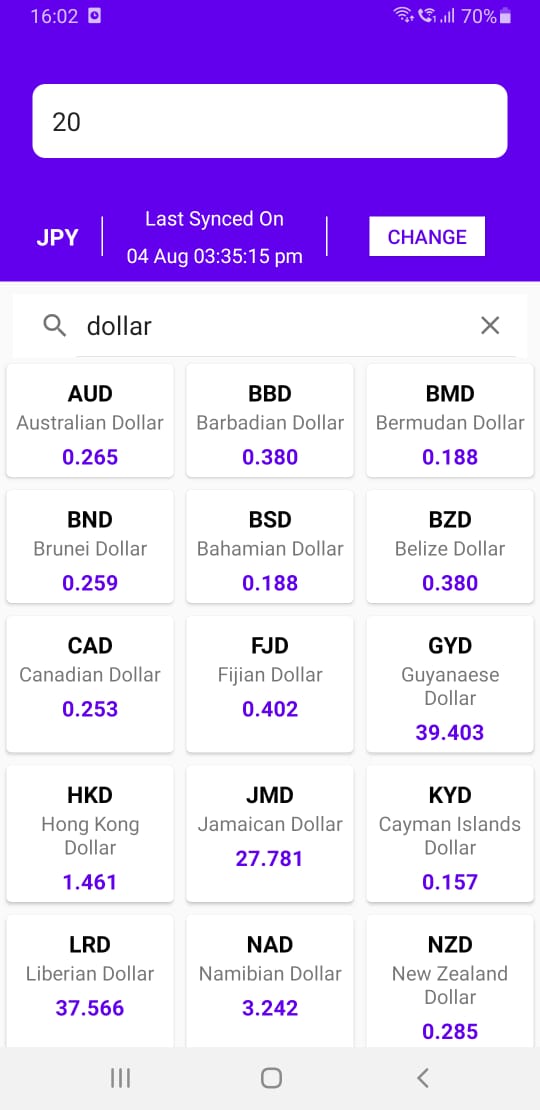 16:02 70%
20
JPY
Last Synced On
04 Aug 03:35:15 pm
CHANGE
dollar
AUD
Australian Dollar
0.265
BBD
Barbadian Dollar
0.380
BMD
Bermudan Dollar
0.188
BND
Brunei Dollar
0.259
BSD
Bahamian Dollar
0.188
BZD
Belize Dollar
0.380
CAD
Canadian Dollar
0.253
FJD
Fijian Dollar
0.402
GYD
Guyanaese
Dollar
39.403
HKD
Hong Kong
Dollar
1.461
JMD
Jamaican Dollar
27.781
KYD
Cayman Islands
Dollar
0.157
LRD
Liberian Dollar
37.566
NAD
Namibian Dollar
3.242
NZD
New Zealand
Dollar
0.285